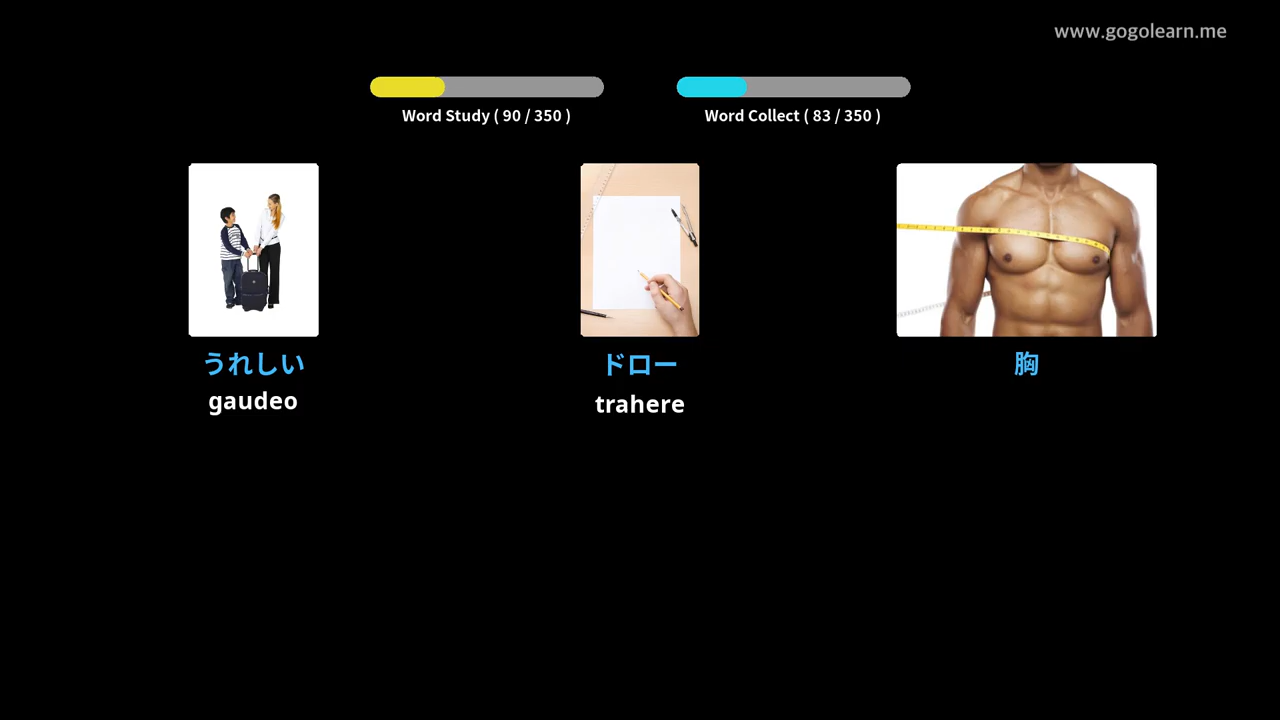 www.gogolearn.me
Word Study ( 90 / 350 )
Word Collect ( 83 / 350 )
うれしい
ドロー
胸
gaudeo
trahere